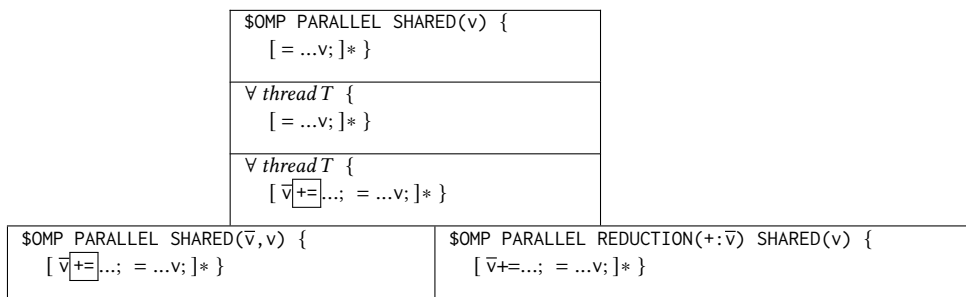 $OMP PARALLEL SHARED(v) {
[ = ...v; ]* }
∀ thread T {
[ = ...v; ]* }
∀ thread T {
[ v̅ += ...; = ...v; ]* }
$OMP PARALLEL SHARED(v̅,v) {
[ v̅ += ...; = ...v; ]* }
$OMP PARALLEL REDUCTION(+:v̅) SHARED(v) {
[ v̅+=...; = ...v; ]* }